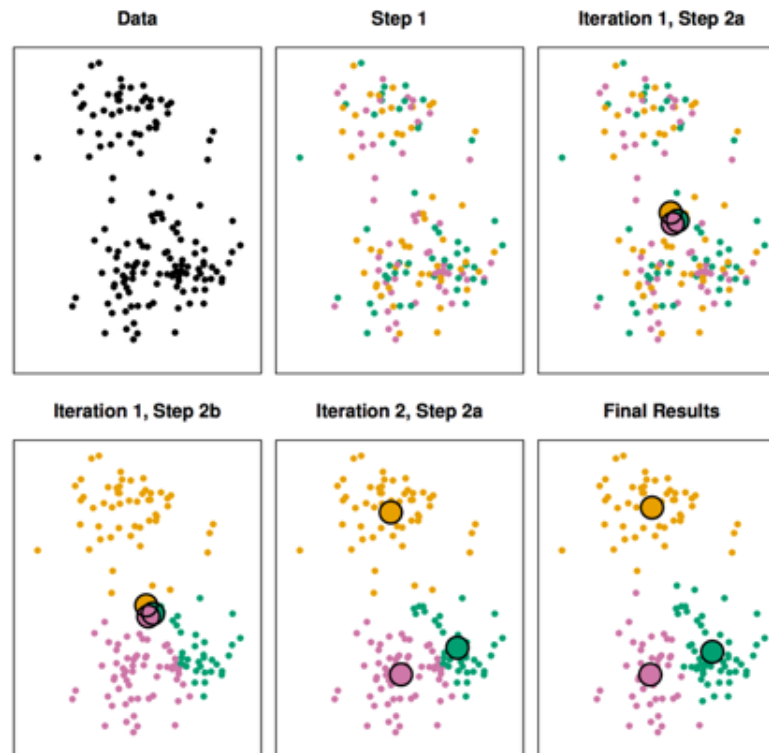 Data
Step 1
Iteration 1, Step 2a
Iteration 1, Step 2b
Iteration 2, Step 2a
Final Results